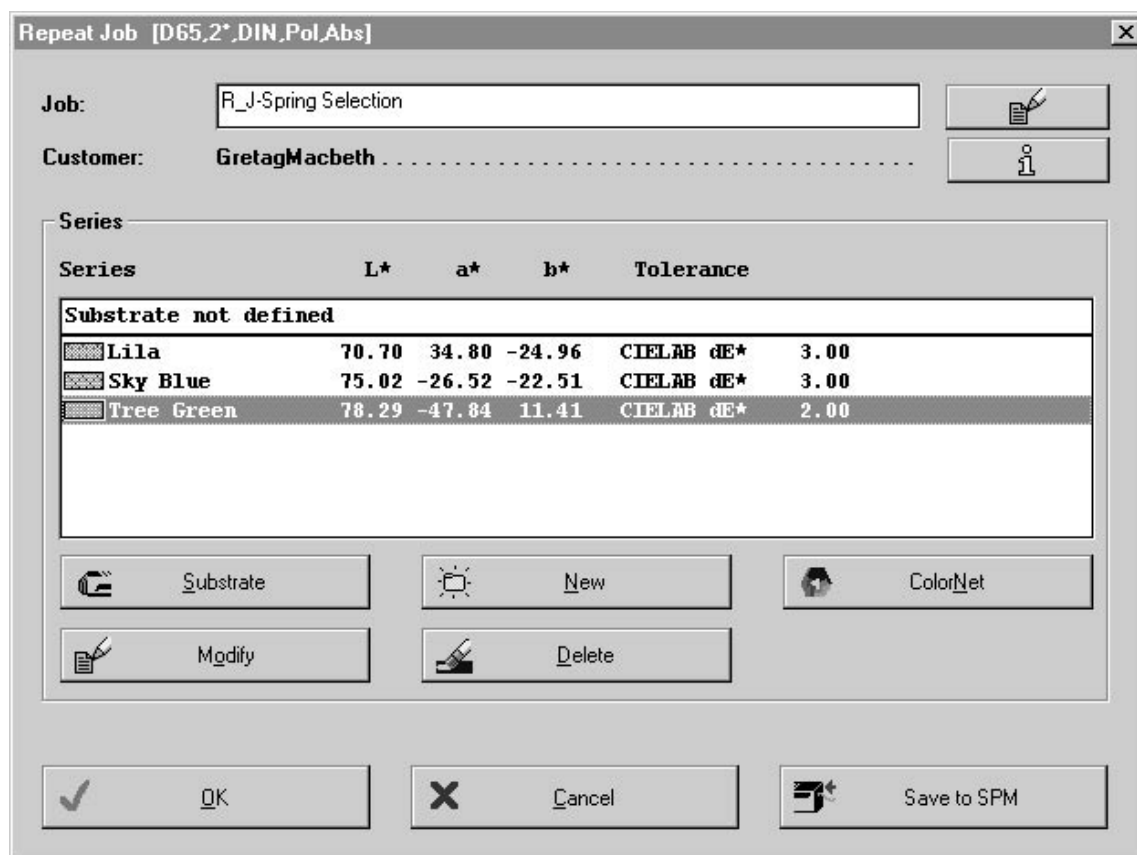 Repeat Job [D65,2°,DIN,Pol,Abs]
Job: R_J-Spring Selection
Customer: GretagMacbeth . . . . . . . . . . . . . . . . . . . . . . . . . . . . . . . . . . . . .
Series
Series L* a* b* Tolerance
Substrate not defined
Lila 70.70 34.80 -24.96 CIELAB dE* 3.00
Sky Blue 75.02 -26.52 -22.51 CIELAB dE* 3.00
Tree Green 78.29 -47.84 11.41 CIELAB dE* 2.00
Substrate New ColorNet
Modify Delete
OK Cancel Save to SPM